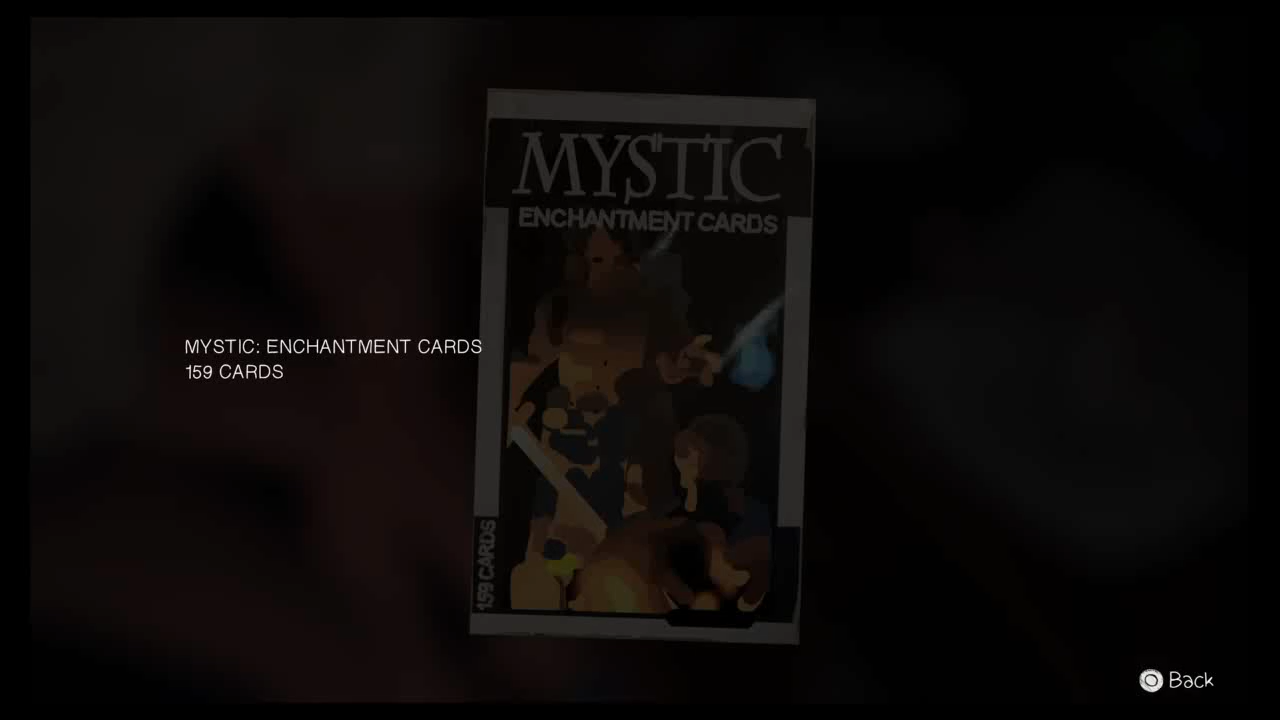 MYSTIC
ENCHANTMENT CARDS
MYSTIC: ENCHANTMENT CARDS
159 CARDS
159 CARDS
Back